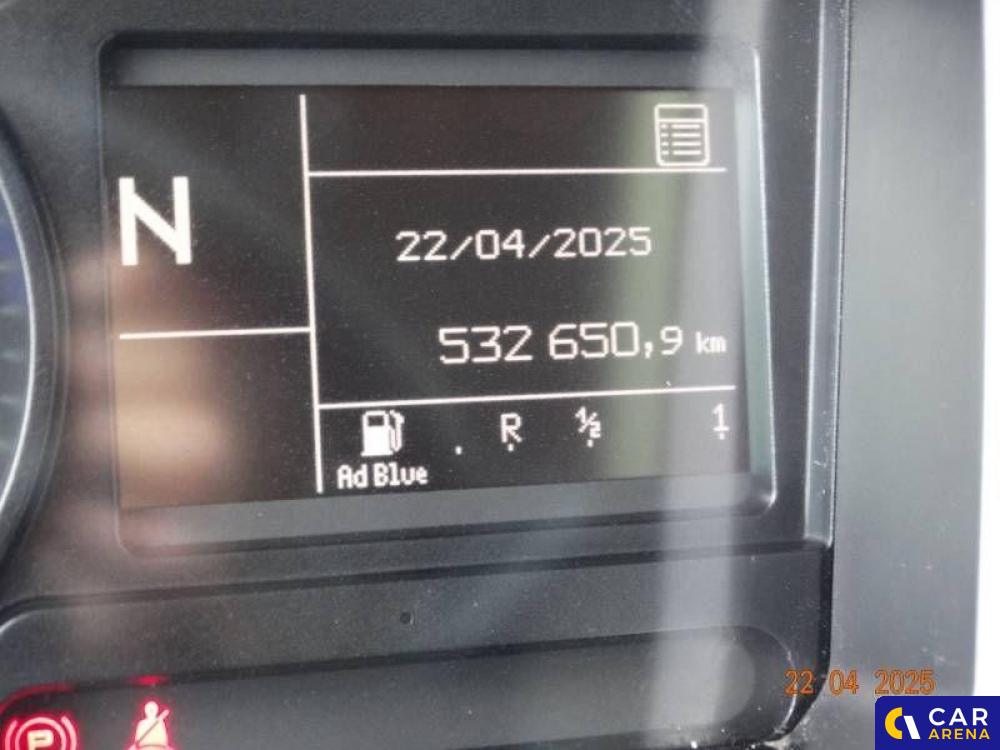 N
22/04/2025
532 650,9 km
R ½ 1
Ad Blue
P
22 04 2025
CAR
ARENA